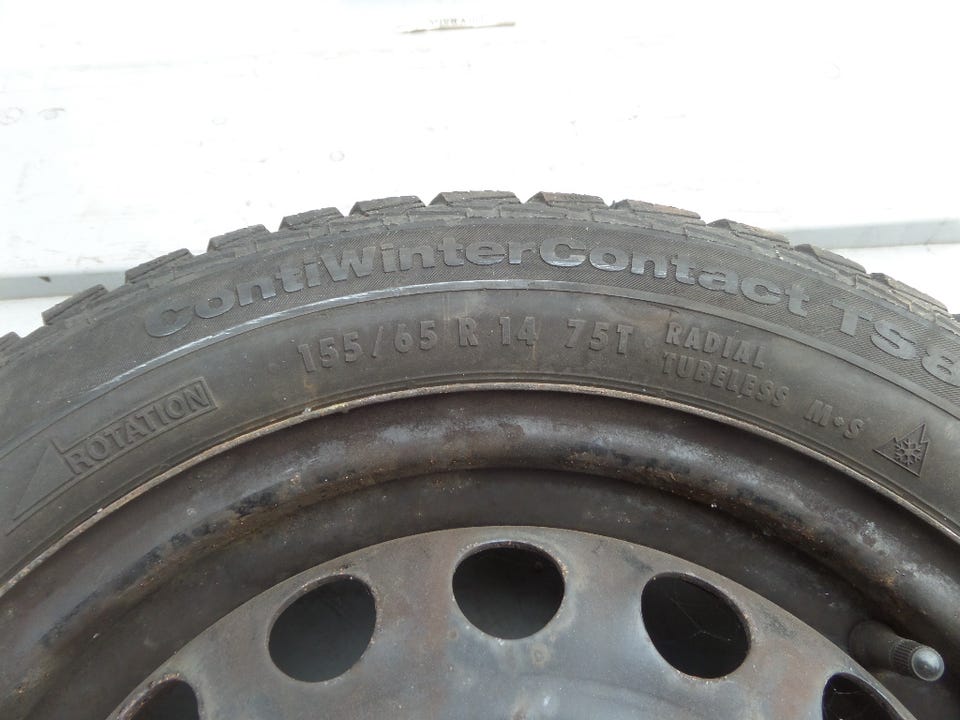 ContiWinterContact TS8
155/65 R 14 75T RADIAL
TUBELESS M•S
ROTATION